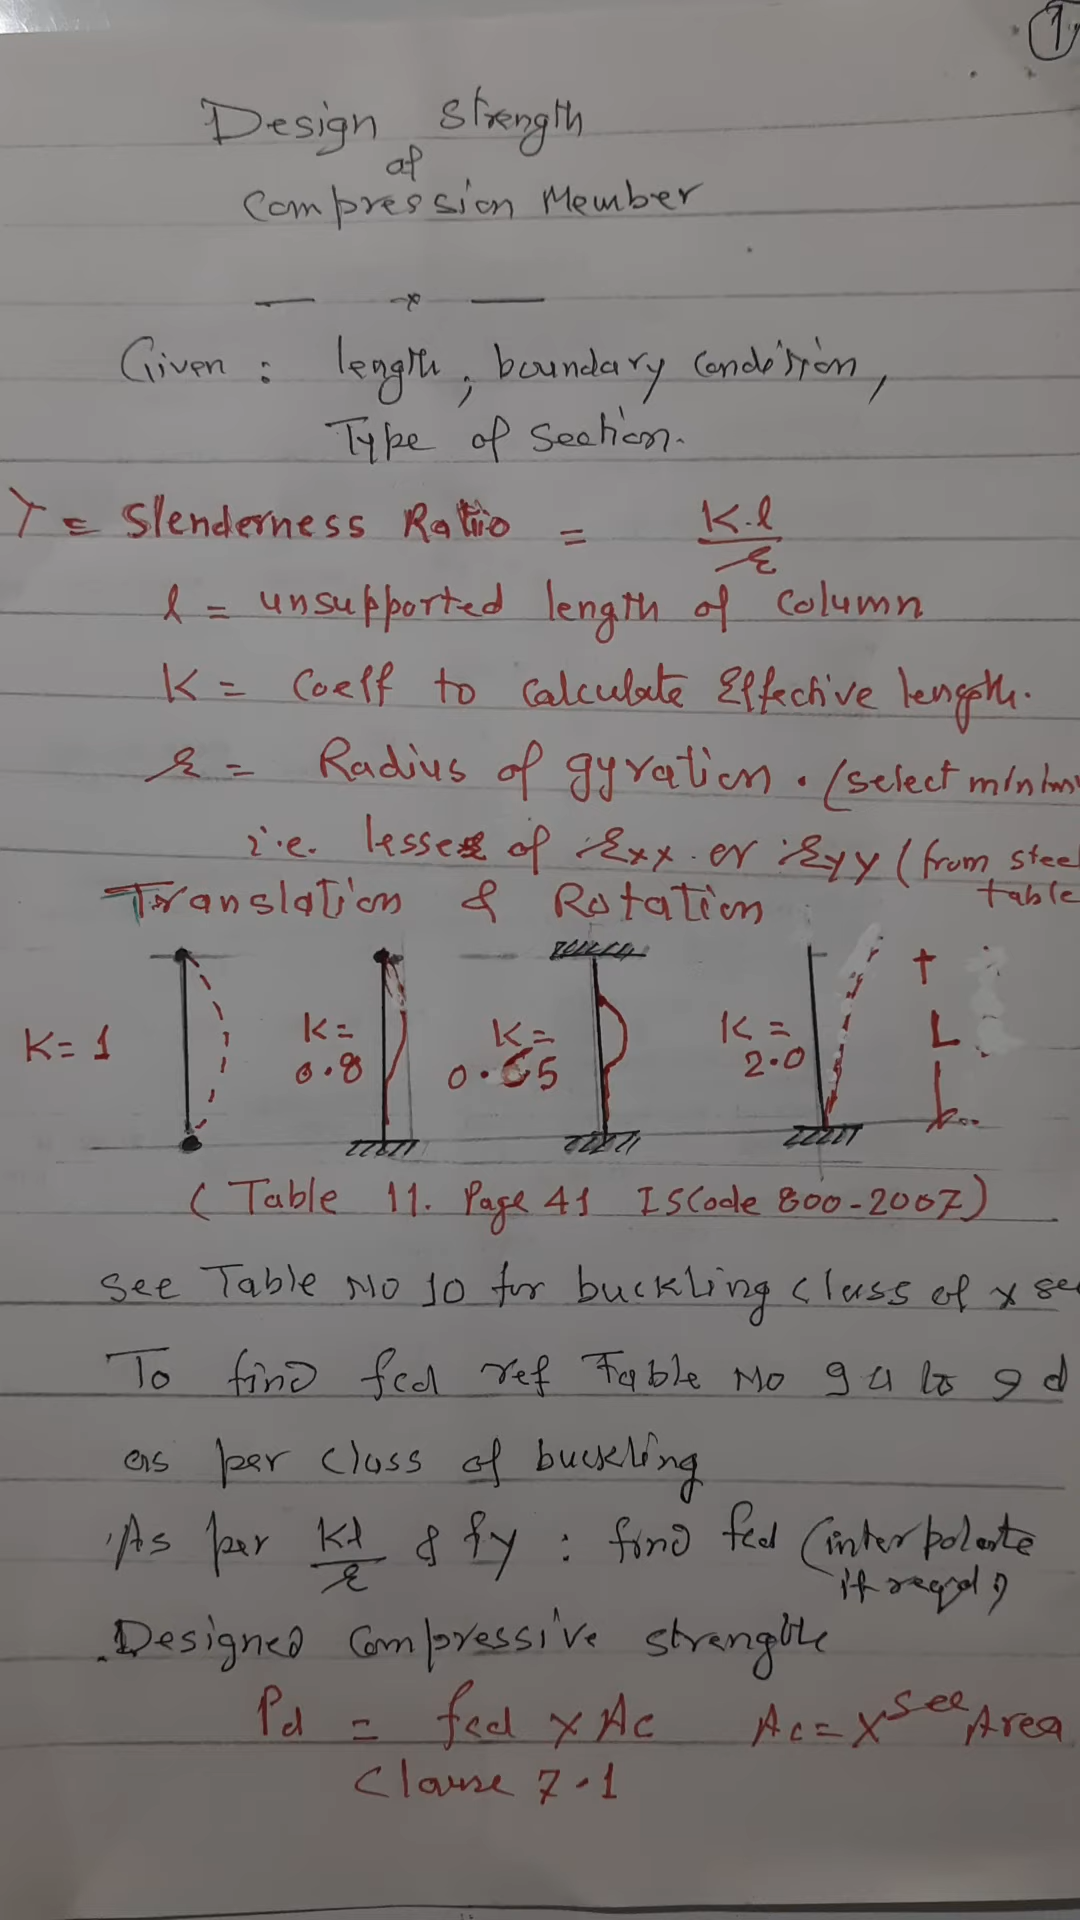 1
Design strength
of
Compression Member
— x —
Given : length, boundary Condition,
Type of Section.
λ = Slenderness Ratio = K.l / r
l = unsupported length of Column
K = Coeff to Calculate Effective length.
r = Radius of gyration. (select minim
i.e. lesser of rxx or ryy (from stee
table
Translation & Rotation
K=1 K= 0.8 K= 0.65 K= 2.0
(Table 11. Page 41 IS Code 800-2007)
See Table No 10 for buckling class of x sec
To find fcd ref Table No 9a to 9d
as per class of buckling
As per Kl / r & fy : find fcd (interpolate
if reqd)
Designed Compressive strength
Pd = fcd x Ac Ac = X sec Area
Clause 7.1